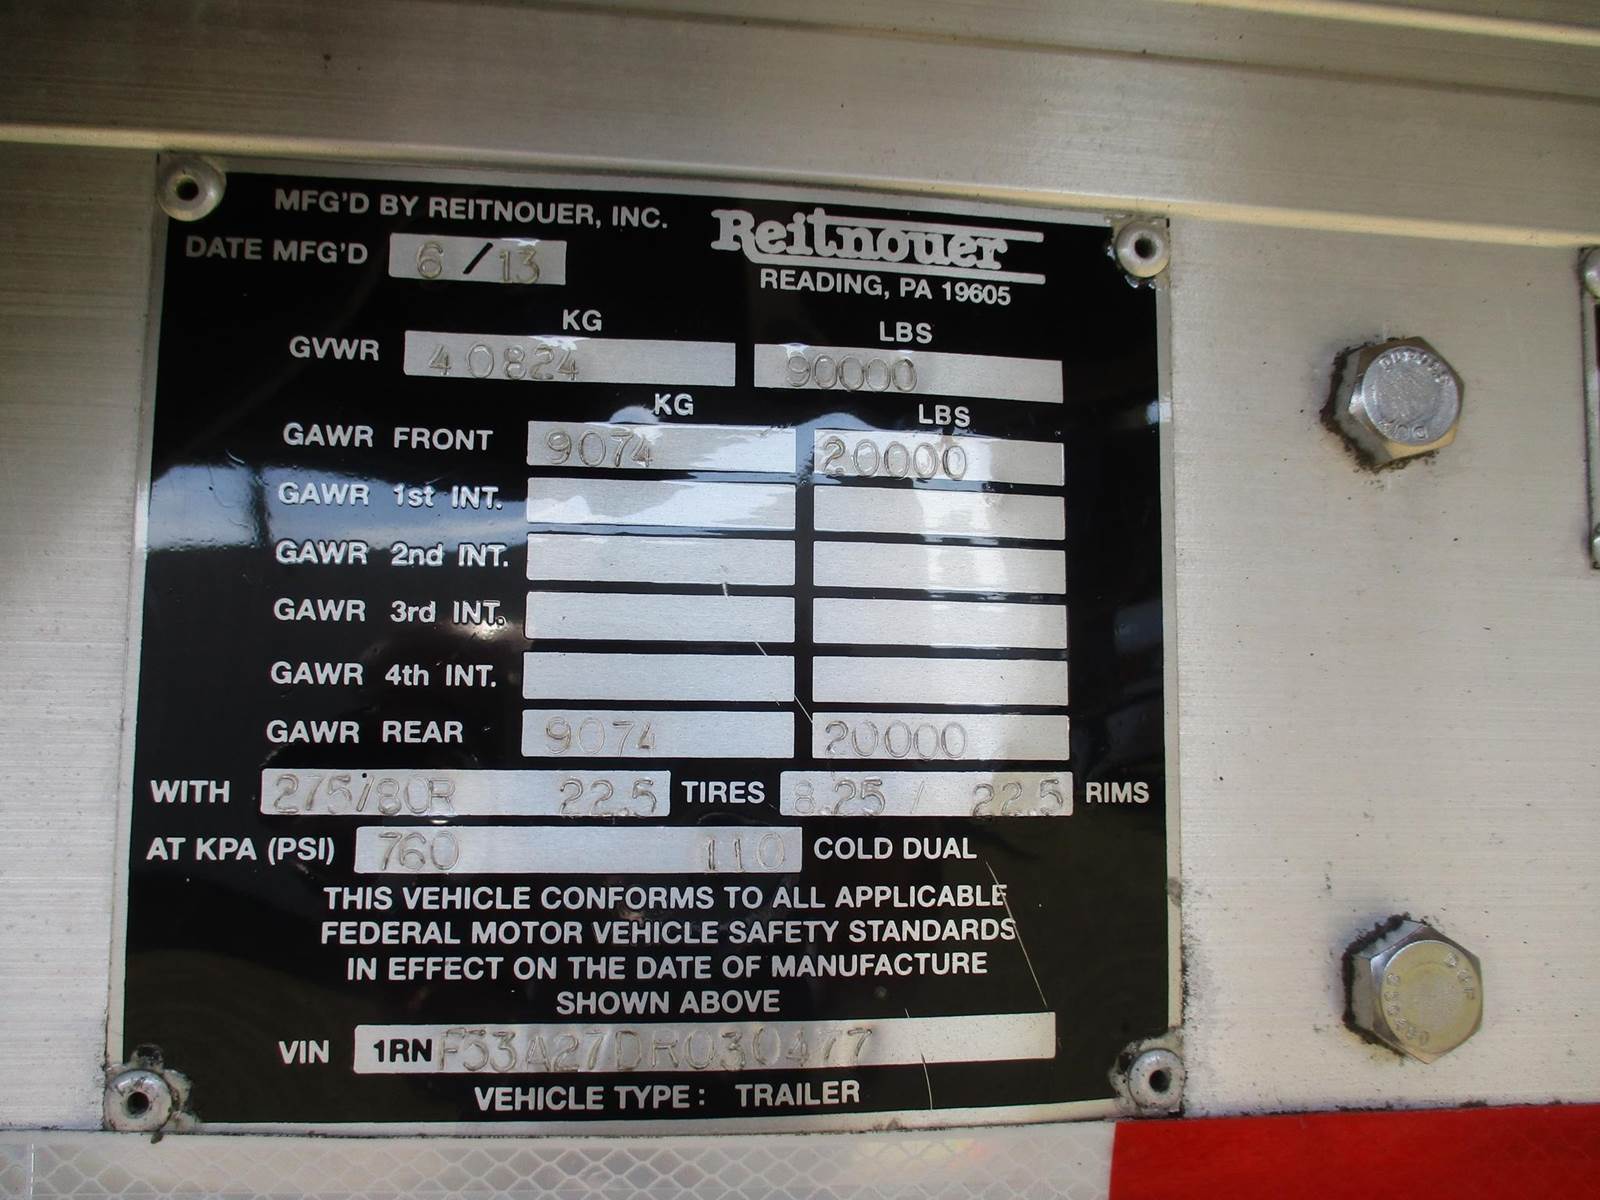 MFG'D BY REITNOUER, INC.
Reitnouer
DATE MFG'D 6/13
READING, PA 19605
KG LBS
GVWR 40824 90000
KG LBS
GAWR FRONT 9074 20000
GAWR 1st INT.
GAWR 2nd INT.
GAWR 3rd INT.
GAWR 4th INT.
GAWR REAR 9074 20000
WITH 275/80R 22.5 TIRES 8.25 / 22.5 RIMS
AT KPA (PSI) 760 110 COLD DUAL
THIS VEHICLE CONFORMS TO ALL APPLICABLE
FEDERAL MOTOR VEHICLE SAFETY STANDARDS
IN EFFECT ON THE DATE OF MANUFACTURE
SHOWN ABOVE
VIN 1RNF53A27DR030477
VEHICLE TYPE: TRAILER